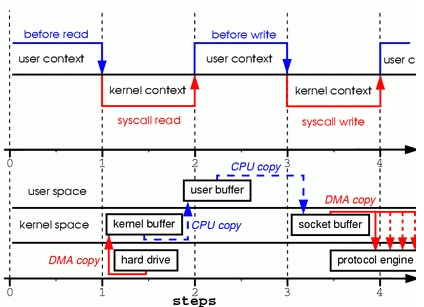 before read
before write
user context
user context
user c
kernel context
kernel context
syscall read
syscall write
0
1
2
3
4
CPU copy
user space
user buffer
DMA copy
kernel space
kernel buffer
CPU copy
socket buffer
DMA copy
hard drive
protocol engine
0
1
2
3
4
steps